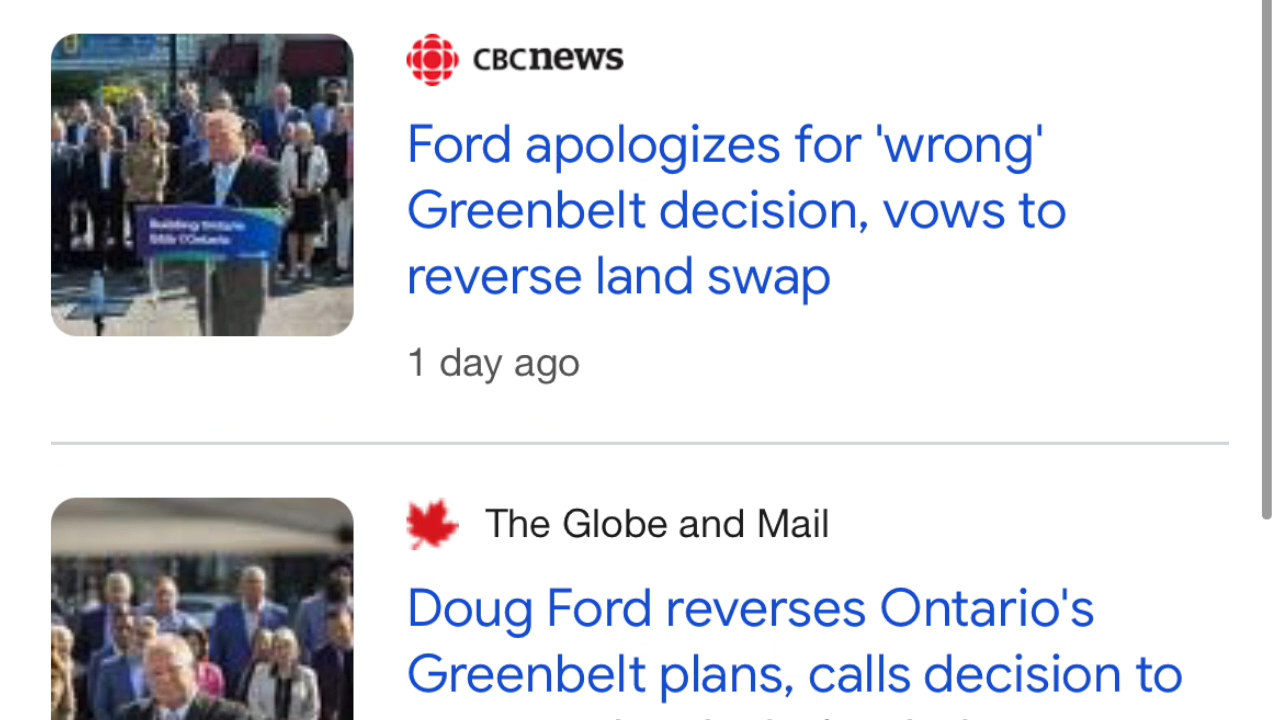 CBCnews
Ford apologizes for 'wrong'
Greenbelt decision, vows to
reverse land swap
1 day ago
The Globe and Mail
Doug Ford reverses Ontario's
Greenbelt plans, calls decision to